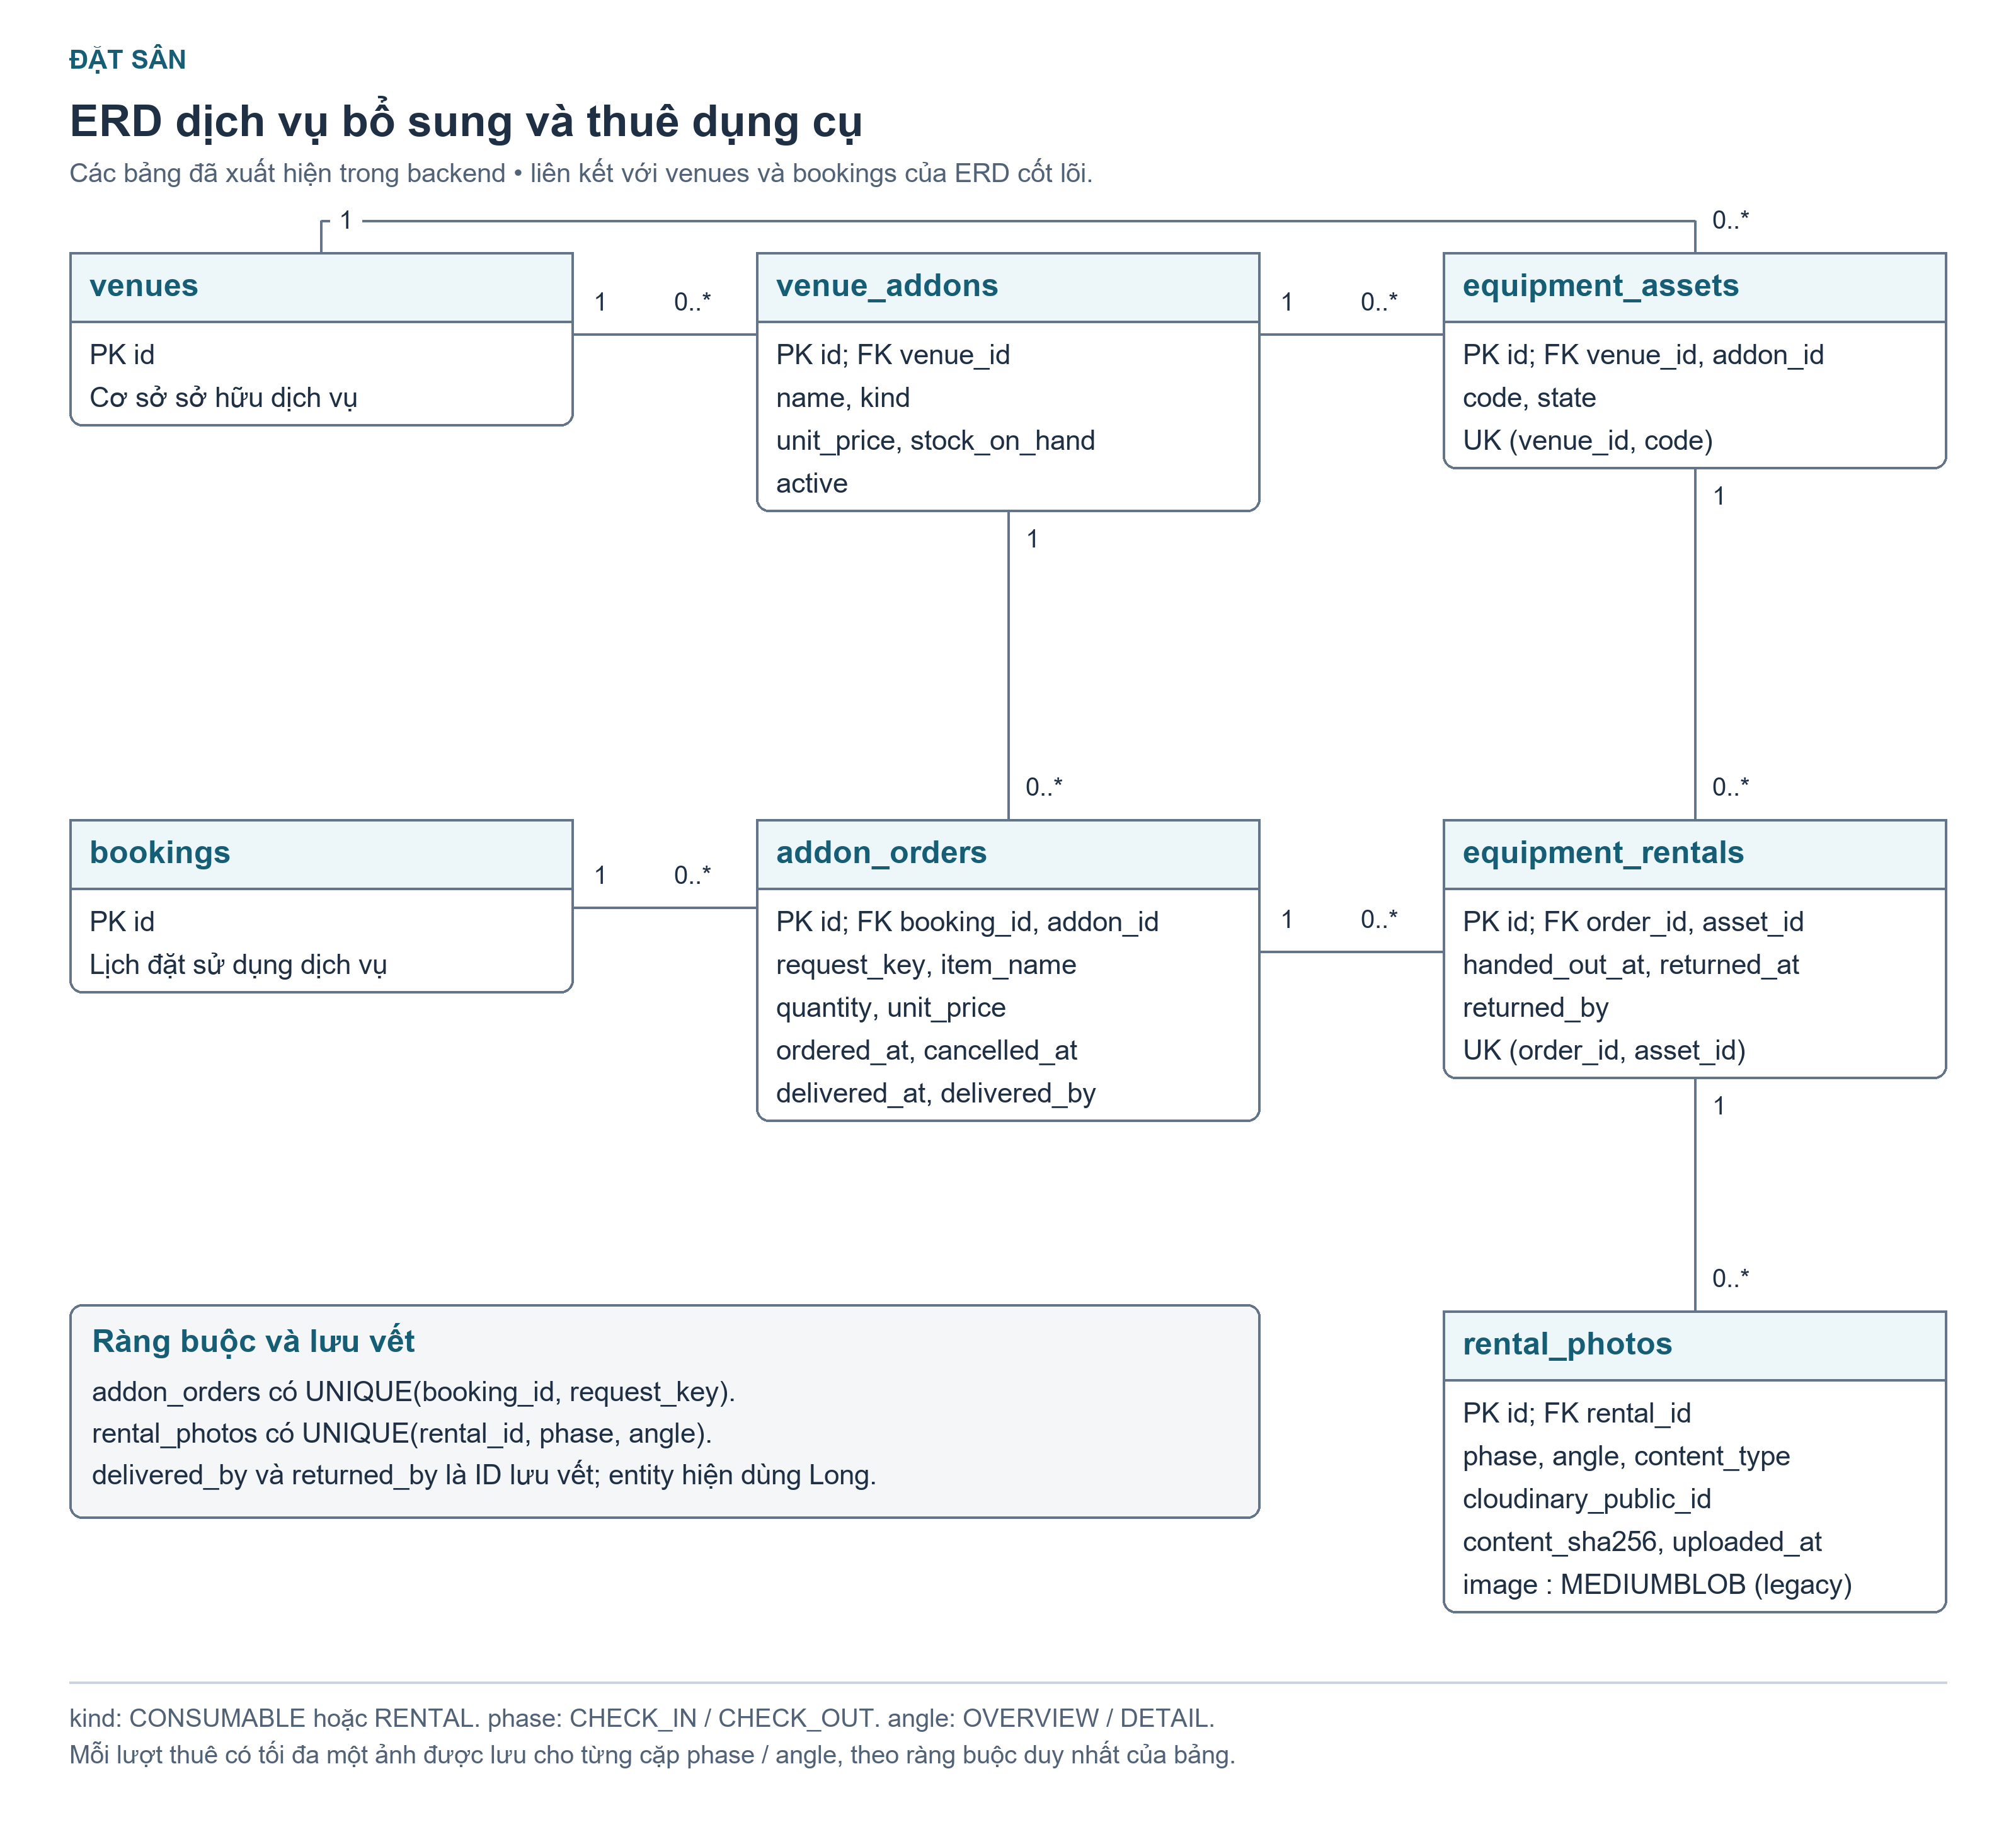 ĐẶT SÂN
ERD dịch vụ bổ sung và thuê dụng cụ
Các bảng đã xuất hiện trong backend • liên kết với venues và bookings của ERD cốt lõi.
1
0..*
venues
PK id
Cơ sở sở hữu dịch vụ
1
0..*
venue_addons
PK id; FK venue_id
name, kind
unit_price, stock_on_hand
active
1
0..*
equipment_assets
PK id; FK venue_id, addon_id
code, state
UK (venue_id, code)
1
1
0..*
0..*
bookings
PK id
Lịch đặt sử dụng dịch vụ
1
0..*
addon_orders
PK id; FK booking_id, addon_id
request_key, item_name
quantity, unit_price
ordered_at, cancelled_at
delivered_at, delivered_by
1
0..*
equipment_rentals
PK id; FK order_id, asset_id
handed_out_at, returned_at
returned_by
UK (order_id, asset_id)
1
0..*
Ràng buộc và lưu vết
addon_orders có UNIQUE(booking_id, request_key).
rental_photos có UNIQUE(rental_id, phase, angle).
delivered_by và returned_by là ID lưu vết; entity hiện dùng Long.
rental_photos
PK id; FK rental_id
phase, angle, content_type
cloudinary_public_id
content_sha256, uploaded_at
image : MEDIUMBLOB (legacy)
kind: CONSUMABLE hoặc RENTAL. phase: CHECK_IN / CHECK_OUT. angle: OVERVIEW / DETAIL.
Mỗi lượt thuê có tối đa một ảnh được lưu cho từng cặp phase / angle, theo ràng buộc duy nhất của bảng.